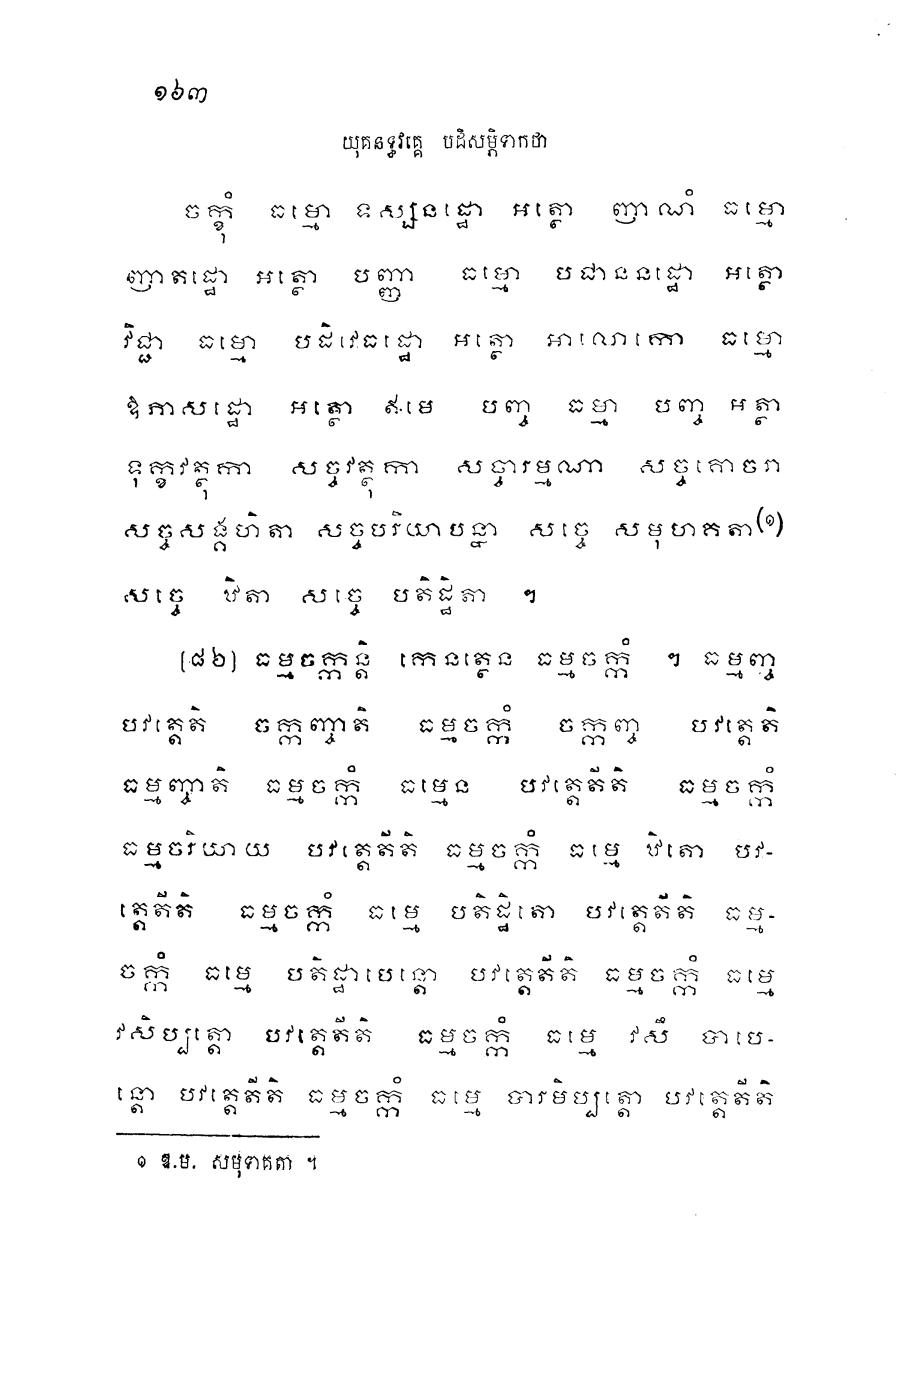 ១៦៣
យុគនទ្ធវគ្គេ បដិសម្ភិទាកថា
ចក្ខុំ ធម្មោ ទស្សនដ្ឋោ អត្ថោ ញាណំ ធម្មោ
ញាតដ្ឋោ អត្ថោ បញ្ញា ធម្មោ បជាននដ្ឋោ អត្ថោ
វិជ្ជា ធម្មោ បដិវេធដ្ឋោ អត្ថោ អាលោកោ ធម្មោ
ឱភាសដ្ឋោ អត្ថោ ឥមេ បញ្ច ធម្មា បញ្ច អត្ថា
ទុក្ខវត្ថុកា សច្ចវត្ថុកា សច្ចារម្មណា សច្ចគោចរា
សច្ចសង្គហិតា សច្ចបរិយាបន្នា សច្ចេ សមុបាគតា(១)
សច្ចេ ឋិតា សច្ចេ បតិដ្ឋិតា ។
[៨៦] ធម្មចក្កន្តិ កេនត្ថេន ធម្មចក្កំ ។ ធម្មញ្ច
បវត្តេតិ ចក្កញ្ចាតិ ធម្មចក្កំ ចក្កញ្ច បវត្តេតិ
ធម្មញ្ចាតិ ធម្មចក្កំ ធម្មេន បវត្តេតីតិ ធម្មចក្កំ
ធម្មចរិយាយ បវត្តេតីតិ ធម្មចក្កំ ធម្មេ ឋិតោ បវ-
ត្តេតីតិ ធម្មចក្កំ ធម្មេ បតិដ្ឋិតោ បវត្តេតីតិ ធម្ម-
ចក្កំ ធម្មេ បតិដ្ឋាបេន្តោ បវត្តេតីតិ ធម្មចក្កំ ធម្មេ
វសិប្បត្តោ បវត្តេតីតិ ធម្មចក្កំ ធម្មេ វសឹ បាបេ-
ន្តោ បវត្តេតីតិ ធម្មចក្កំ ធម្មេ បារមិប្បត្តោ បវត្តេតីតិ
១ ឱ.ម. សមុទាគតា ។